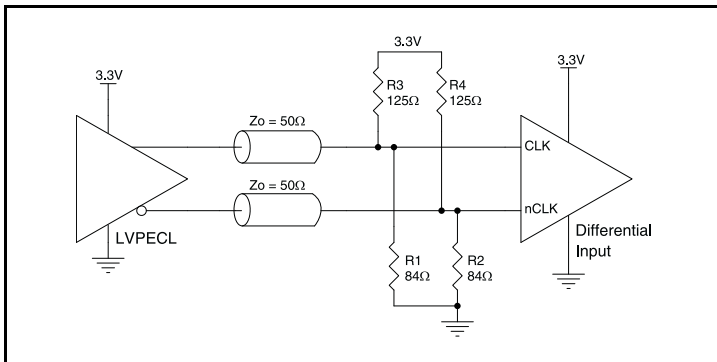 3.3V
R3
125Ω
R4
125Ω
3.3V
3.3V
Zo = 50Ω
CLK
Zo = 50Ω
nCLK
LVPECL
Differential
Input
R1
84Ω
R2
84Ω